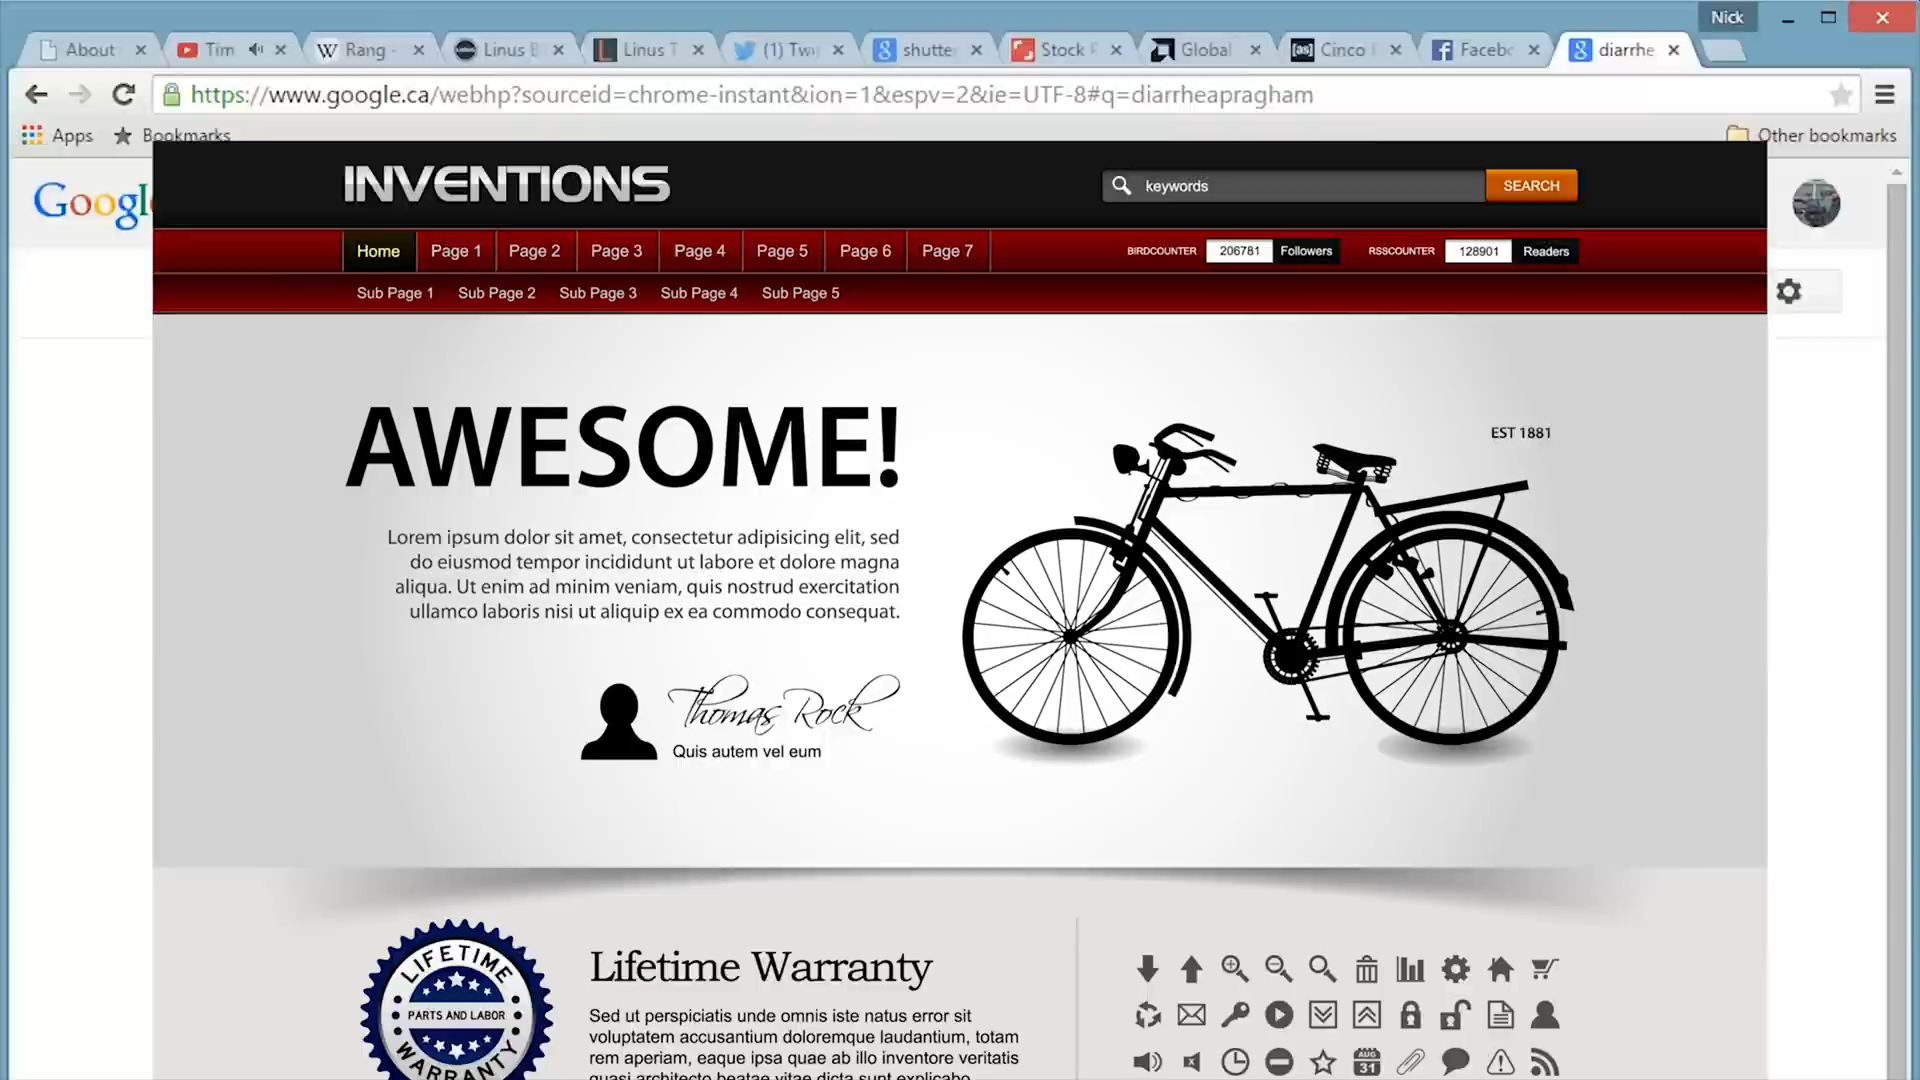 Nick
About
Tim
Rang -
Linus
Linus T
(1) Twi
shutte
Stock
Global
Cinco
Facebo
diarrhe
https://www.google.ca/webhp?sourceid=chrome-instant&ion=1&espv=2&ie=UTF-8#q=diarrheapragham
Apps
Bookmarks
Other bookmarks
Googl
INVENTIONS
keywords
SEARCH
Home
Page 1
Page 2
Page 3
Page 4
Page 5
Page 6
Page 7
BIRDCOUNTER
206781
Followers
RSSCOUNTER
128901
Readers
Sub Page 1
Sub Page 2
Sub Page 3
Sub Page 4
Sub Page 5
AWESOME!
EST 1881
Lorem ipsum dolor sit amet, consectetur adipisicing elit, sed
do eiusmod tempor incididunt ut labore et dolore magna
aliqua. Ut enim ad minim veniam, quis nostrud exercitation
ullamco laboris nisi ut aliquip ex ea commodo consequat.
Thomas Rock
Quis autem vel eum
LIFETIME
PARTS AND LABOR
WARRANTY
Lifetime Warranty
Sed ut perspiciatis unde omnis iste natus error sit
voluptatem accusantium doloremque laudantium, totam
rem aperiam, eaque ipsa quae ab illo inventore veritatis
quasi architecto beatae vitae dicta sunt explicabo
AUG
31